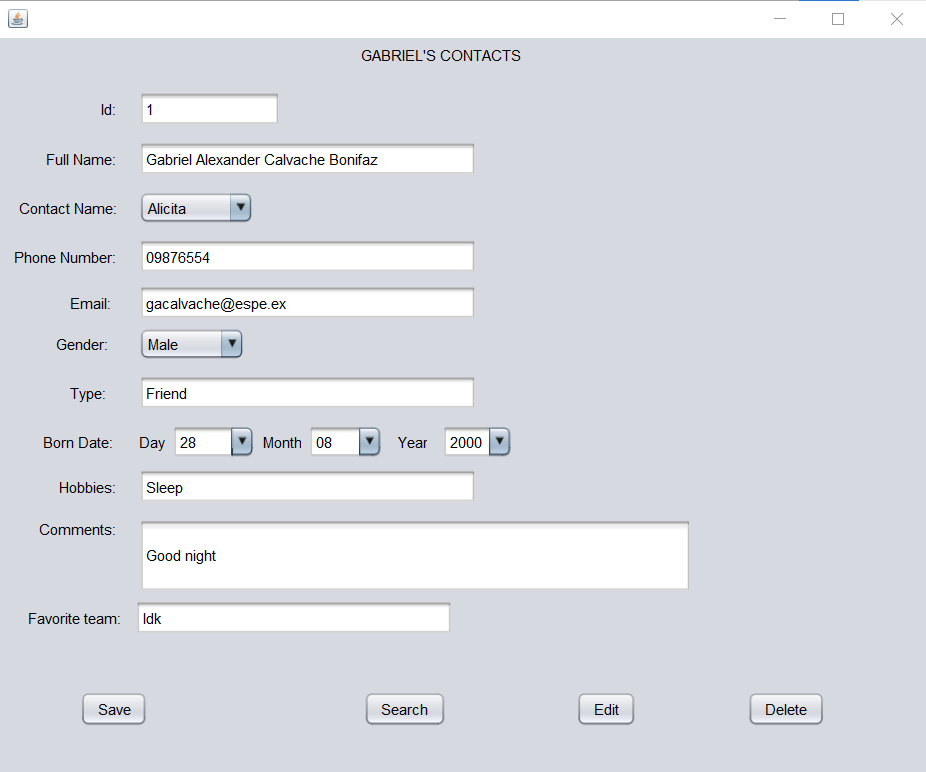 GABRIEL'S CONTACTS
Id: 1
Full Name: Gabriel Alexander Calvache Bonifaz
Contact Name: Alicita
Phone Number: 09876554
Email: gacalvache@espe.ex
Gender: Male
Type: Friend
Born Date: Day 28 Month 08 Year 2000
Hobbies: Sleep
Comments:
Good night
Favorite team: Idk
Save Search Edit Delete